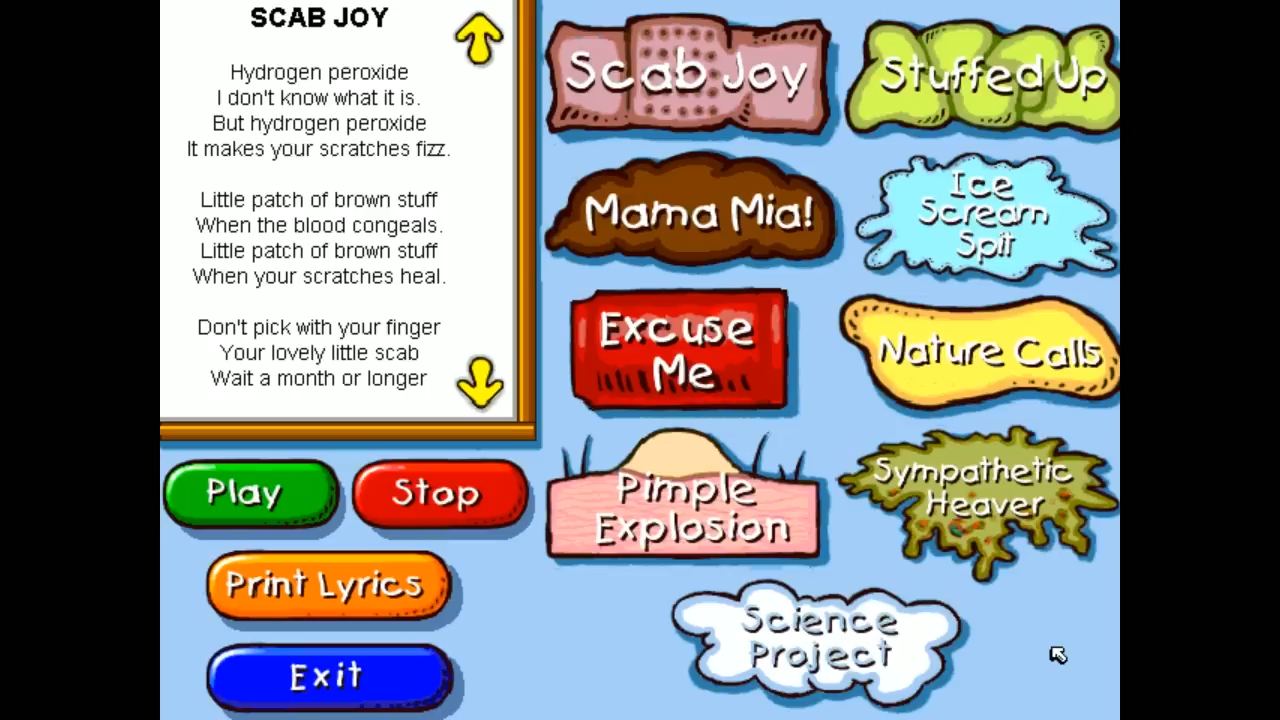 SCAB JOY
Hydrogen peroxide
I don't know what it is.
But hydrogen peroxide
It makes your scratches fizz.
Little patch of brown stuff
When the blood congeals.
Little patch of brown stuff
When your scratches heal.
Don't pick with your finger
Your lovely little scab
Wait a month or longer
Play
Stop
Print Lyrics
Exit
Scab Joy
Stuffed Up
Mama Mia!
Ice
Scream
Spit
Excuse
Me
Nature Calls
Pimple
Explosion
Sympathetic
Heaver
Science
Project